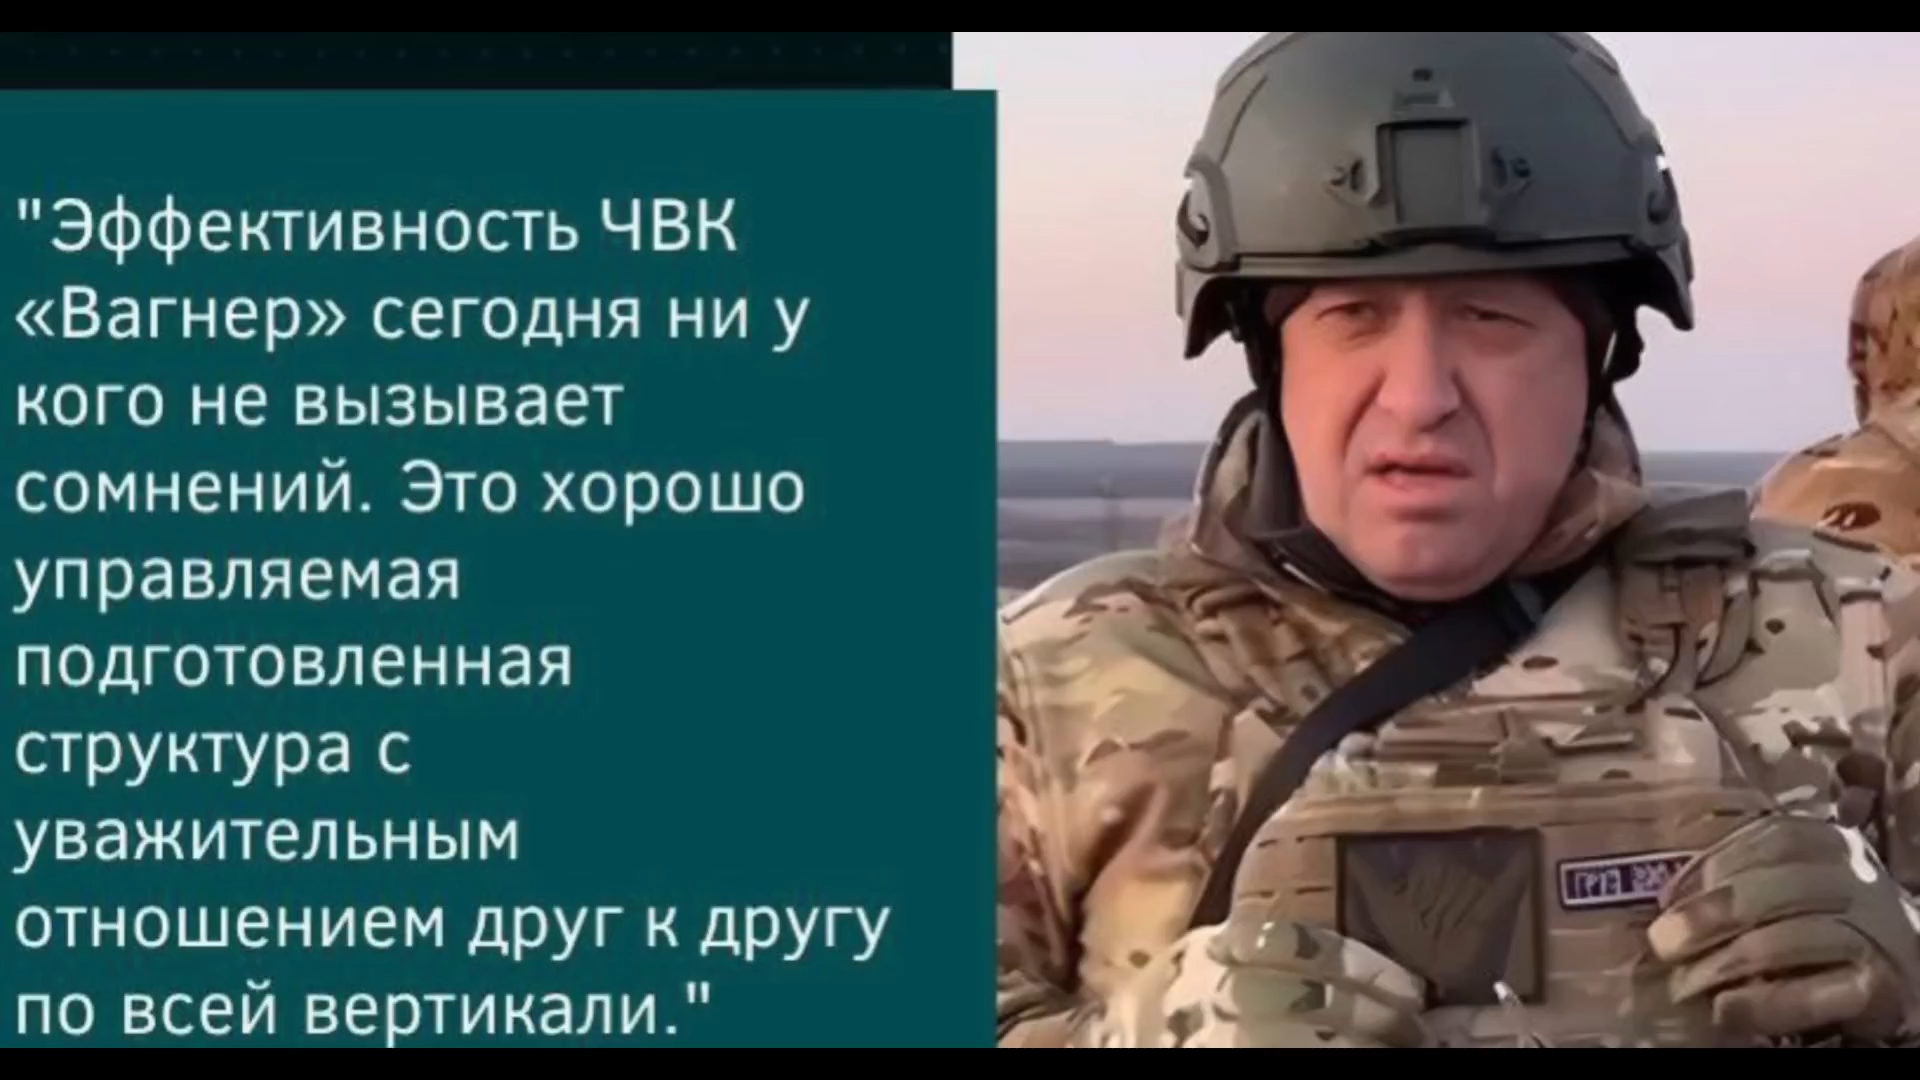 "Эффективность ЧВК
«Вагнер» сегодня ни у
кого не вызывает
сомнений. Это хорошо
управляемая
подготовленная
структура с
уважительным
отношением друг к другу
по всей вертикали."